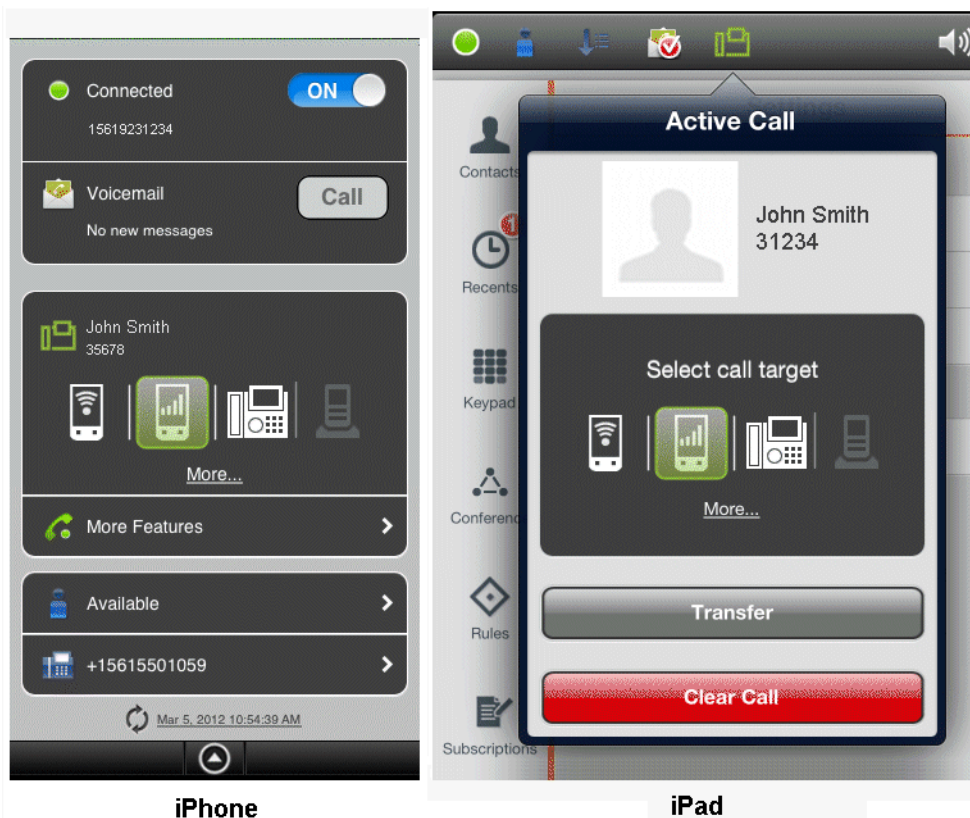 Connected
ON
15619231234
Voicemail
Call
No new messages
John Smith
35678
More...
More Features
Available
+15615501059
Mar 5, 2012 10:54:39 AM
iPhone
Settings
Active Call
Contacts
John Smith
31234
1
Recents
Select call target
Keypad
More...
Conferenc
Rules
Transfer
Clear Call
Subscriptions
iPad